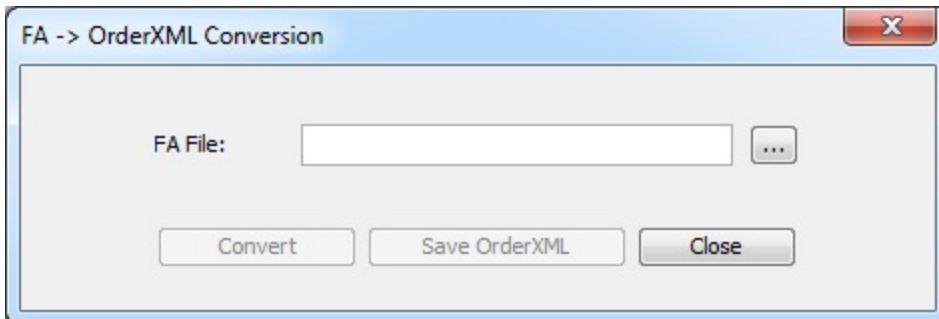 FA -> OrderXML Conversion
FA File:
...
Convert Save OrderXML Close